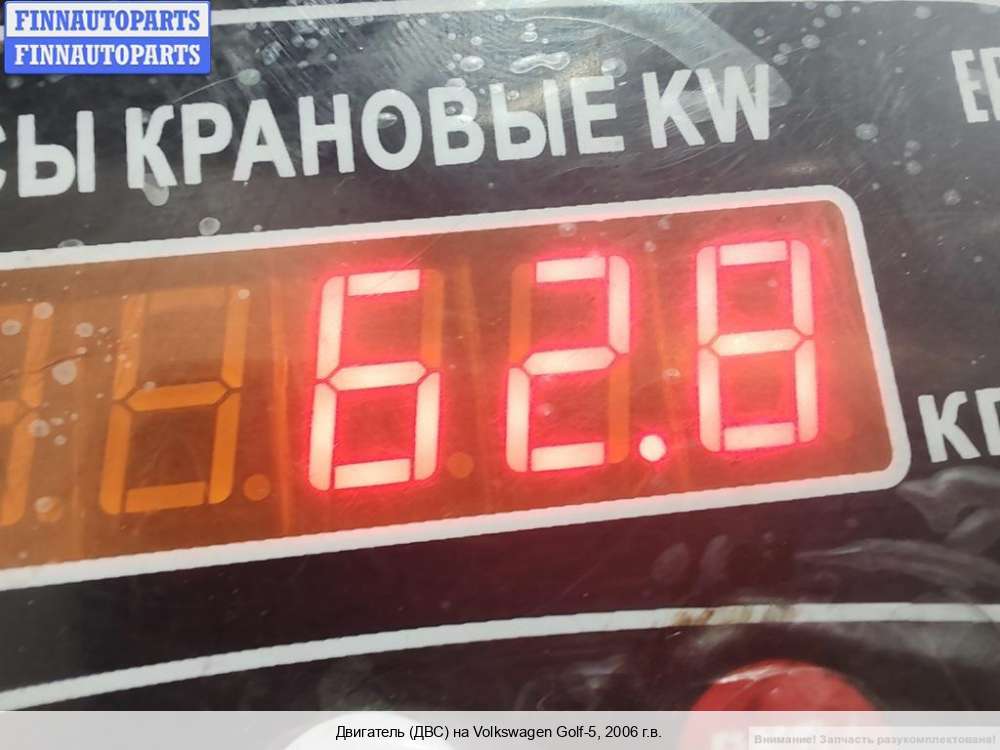 FINNAUTOPARTS
FINNAUTOPARTS
СЫ КРАНОВЫЕ KW
62.8
Двигатель (ДВС) на Volkswagen Golf-5, 2006 г.в.
Внимание! Запчасть разукомплектована!